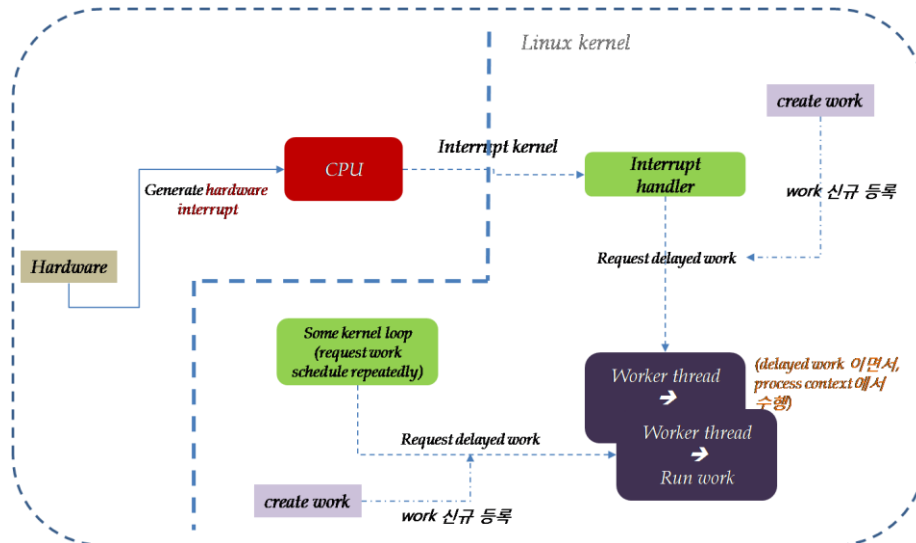 Linux kernel
create work
CPU
Interrupt kernel
Interrupt
handler
Generate hardware
interrupt
work 신규 등록
Hardware
Request delayed work
Some kernel loop
(request work
schedule repeatedly)
Worker thread
➔
(delayed work 이면서,
process context 에서
수행)
Worker thread
➔
Run work
Request delayed work
create work
work 신규 등록